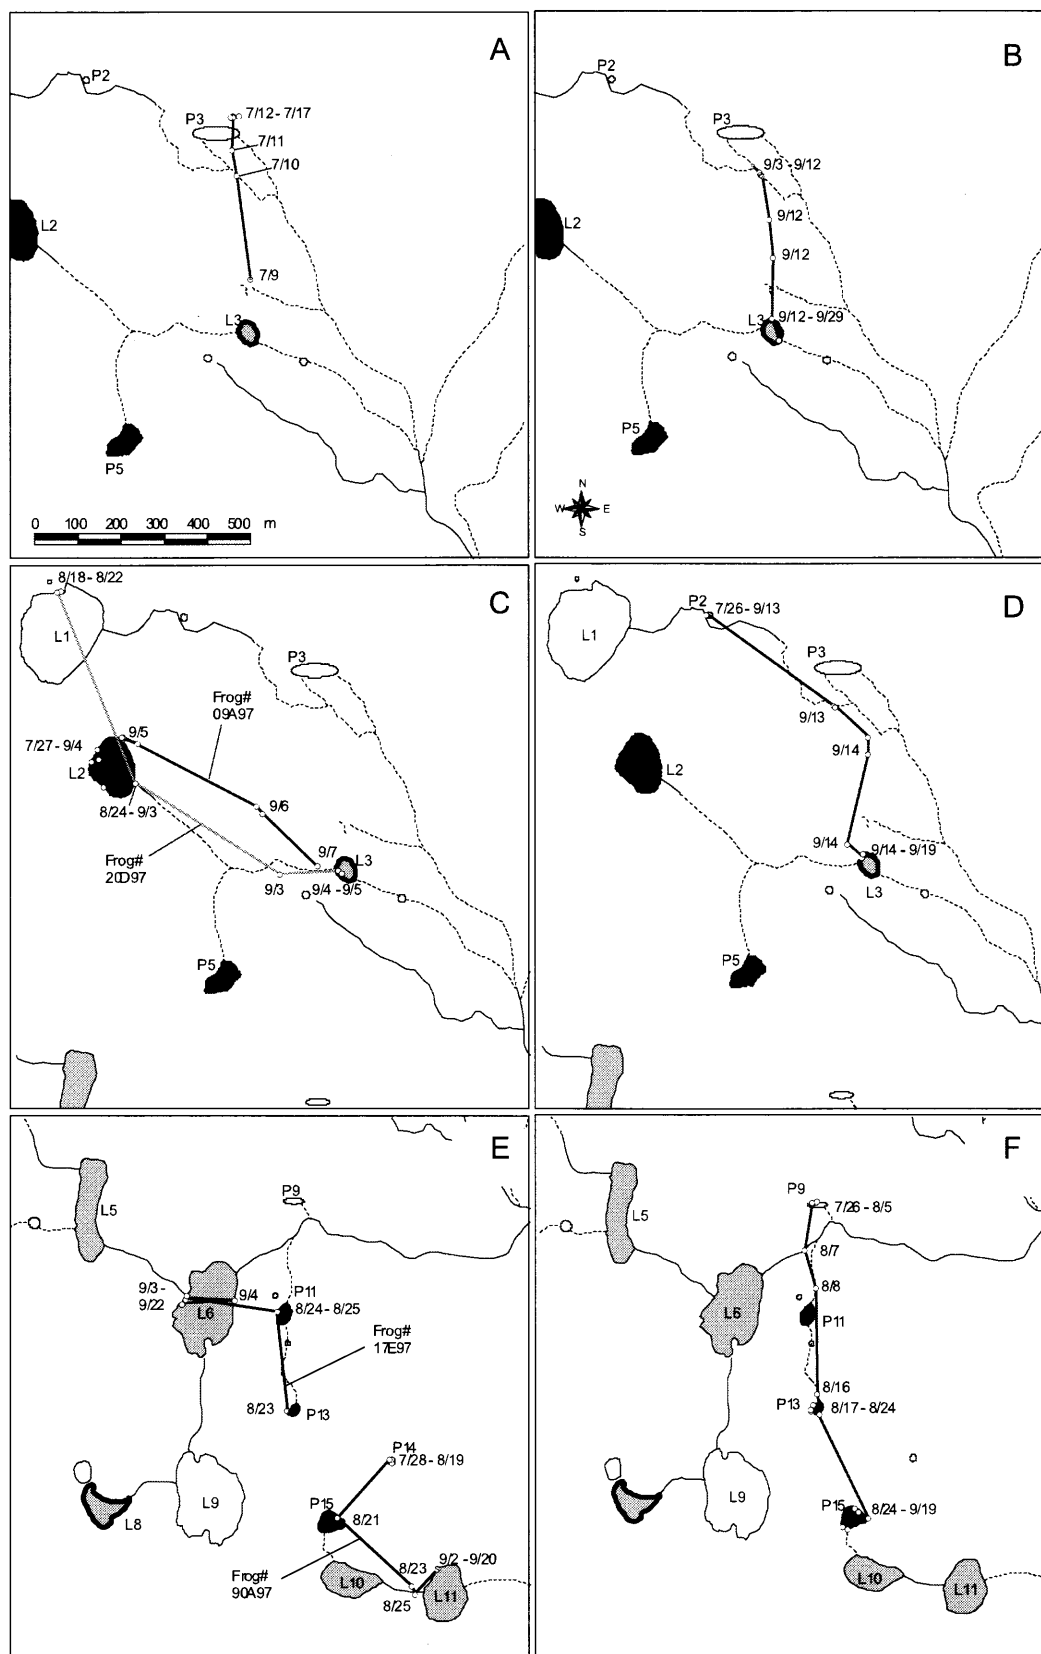 A
P2
P3
7/12 - 7/17
7/11
7/10
L2
7/9
L3
P5
0 100 200 300 400 500 m
B
P2
P3
9/3 - 9/12
9/12
L2
9/12
L3
9/12 - 9/29
P5
N
W E
S
C
8/18 - 8/22
L1
P3
Frog#
09A97
9/5
7/27 - 9/4
L2
8/24 - 9/3
9/6
Frog#
20D97
9/7
L3
9/3
9/4 - 9/5
P5
D
L1
P2
7/26 - 9/13
P3
9/13
9/14
L2
9/14
9/14 - 9/19
L3
P5
E
P9
L5
9/3 -
9/22
9/4
L6
P11
8/24 - 8/25
Frog#
17E97
8/23
P13
P14
7/28 - 8/19
L9
L8
P15
8/21
Frog#
90A97
8/23
9/2 - 9/20
L10
8/25
L11
F
P9
7/26 - 8/5
L5
8/7
8/8
L6
P11
8/16
P13
8/17 - 8/24
L9
L8
P15
8/24 - 9/19
L10
L11